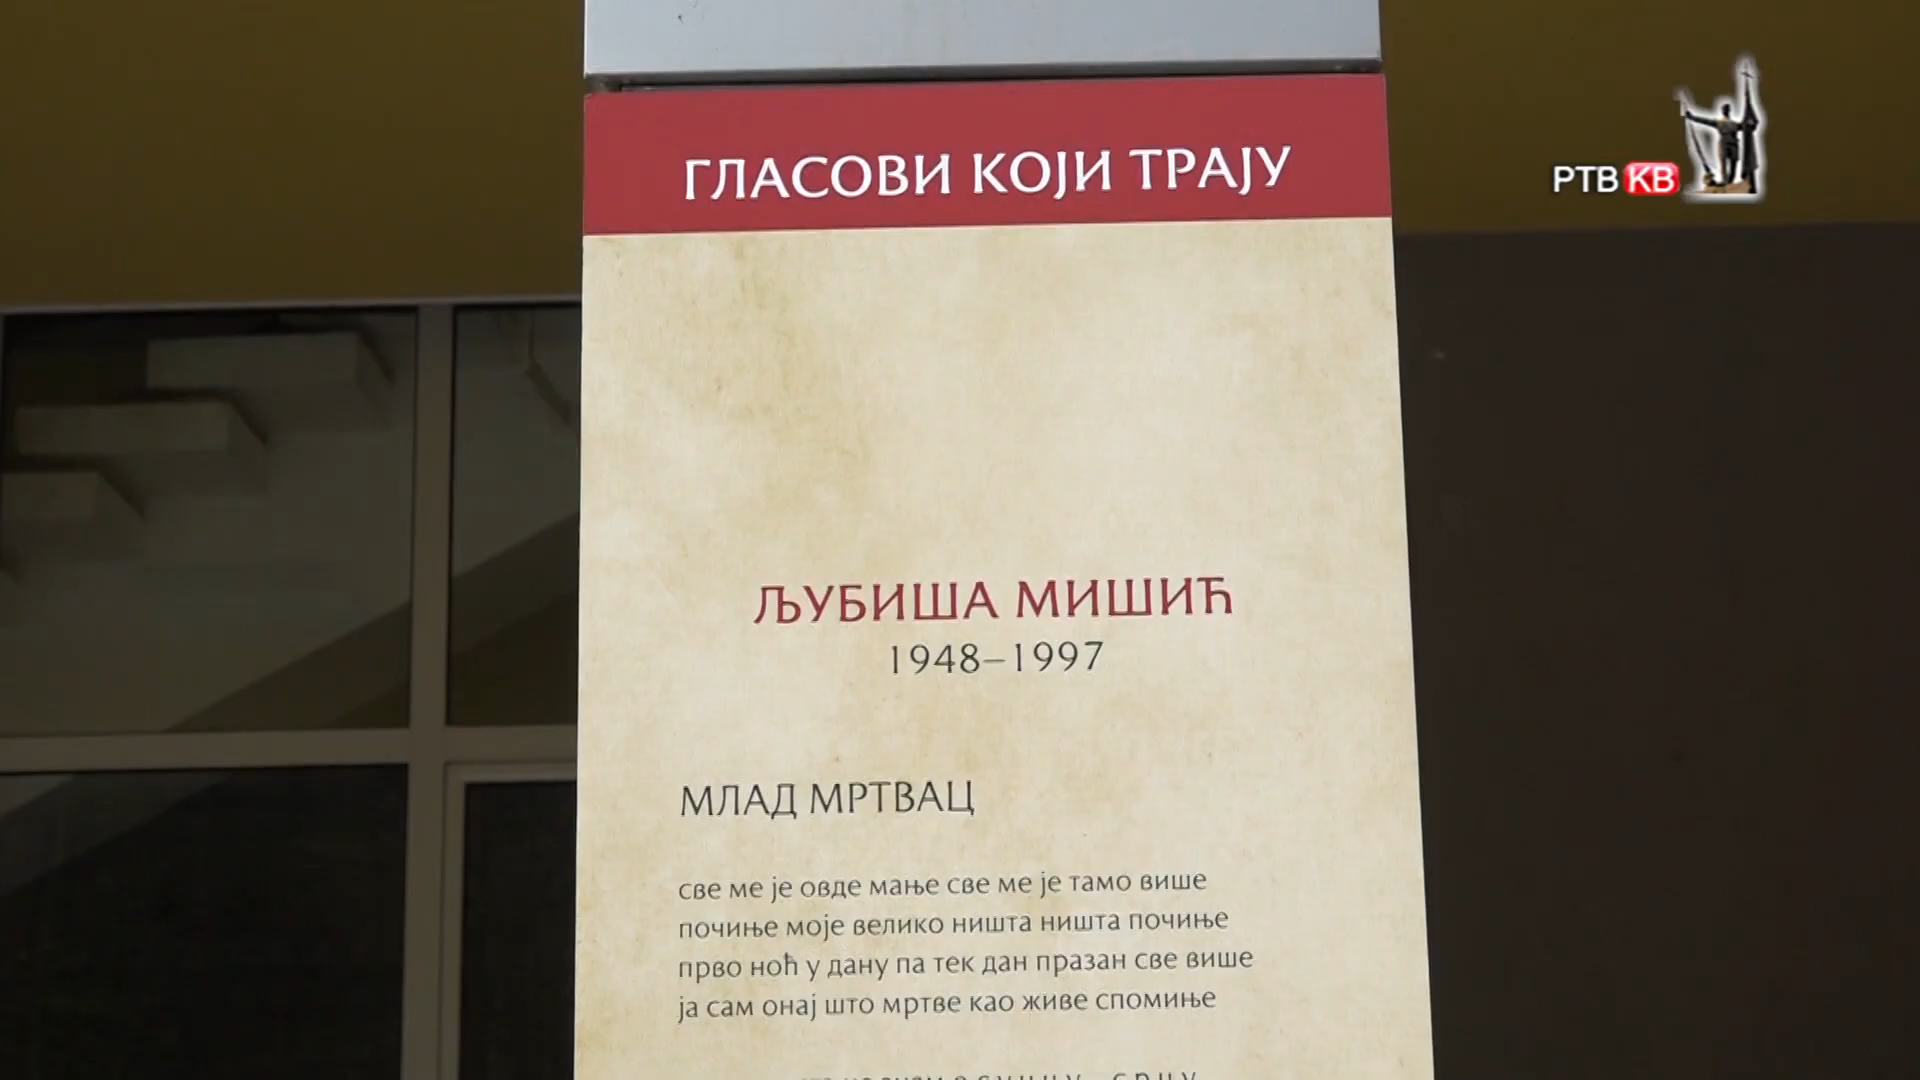 ГЛАСОВИ КОЈИ ТРАЈУ
РТВ КВ
ЉУБИША МИШИЋ
1948–1997
МЛАД МРТВАЦ
све ме је овде мање све ме је тамо више
почиње моје велико ништа ништа почиње
прво ноћ у дану па тек дан празан све више
ја сам онај што мртве као живе спомиње